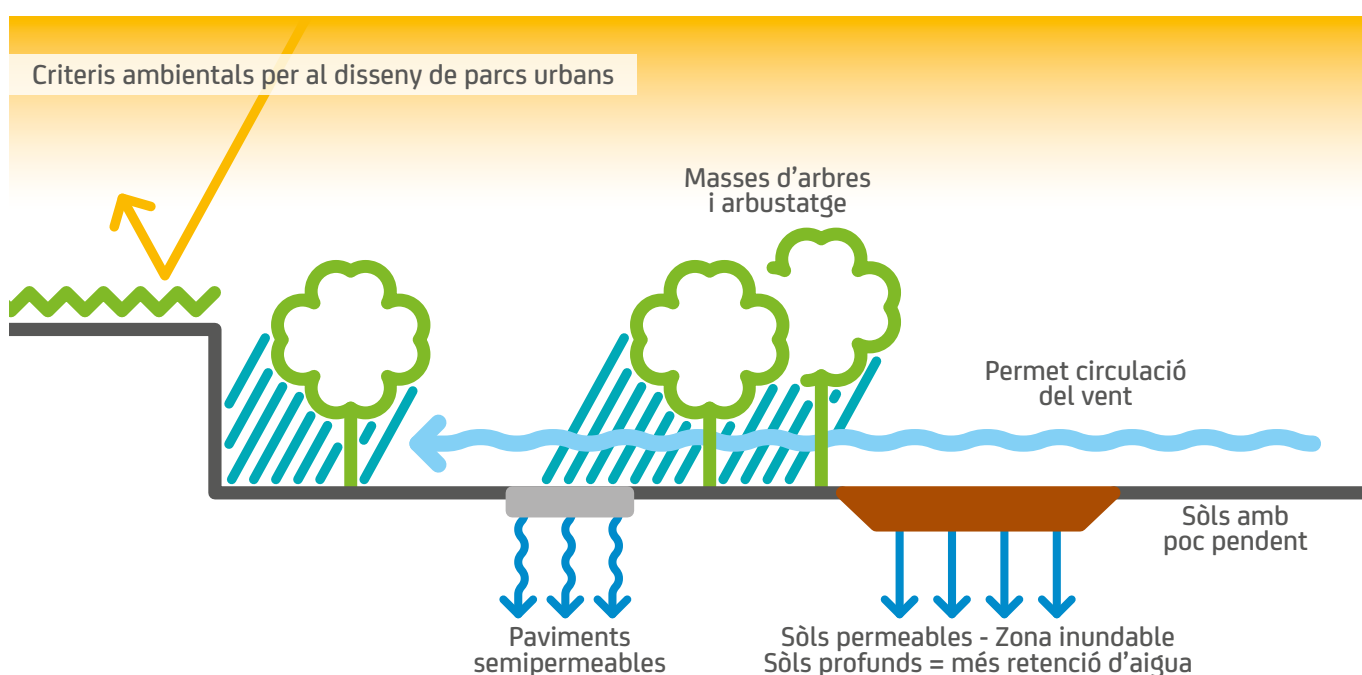 Criteris ambientals per al disseny de parcs urbans
Masses d'arbres
i arbustatge
Permet circulació
del vent
Sòls amb
poc pendent
Paviments
semipermeables
Sòls permeables - Zona inundable
Sòls profunds = més retenció d'aigua